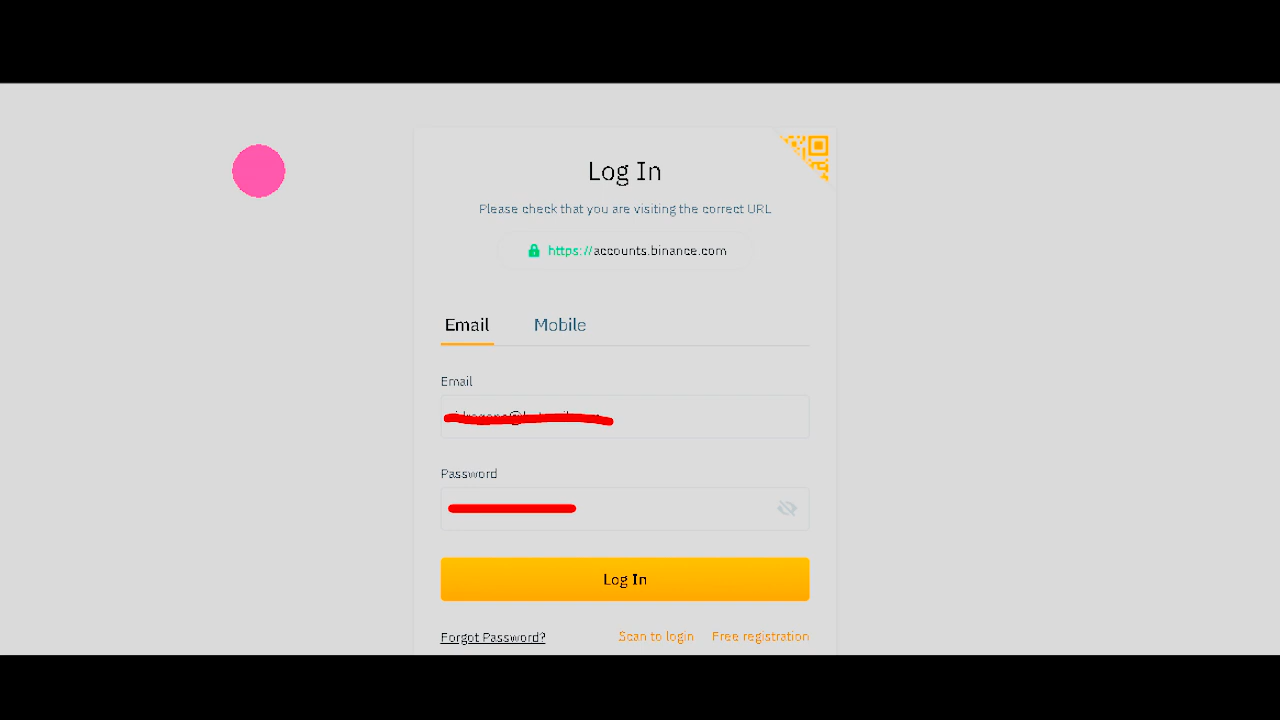 Log In
Please check that you are visiting the correct URL
https://accounts.binance.com
Email Mobile
Email
Password
Log In
Forgot Password? Scan to login Free registration